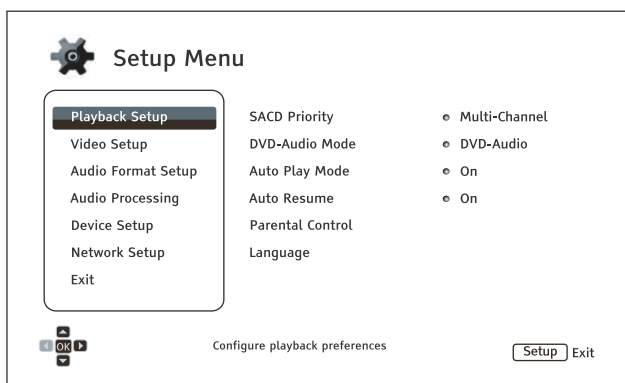 Setup Menu
Playback Setup
Video Setup
Audio Format Setup
Audio Processing
Device Setup
Network Setup
Exit
SACD Priority
Multi-Channel
DVD-Audio Mode
DVD-Audio
Auto Play Mode
On
Auto Resume
On
Parental Control
Language
OK
Configure playback preferences
Setup Exit